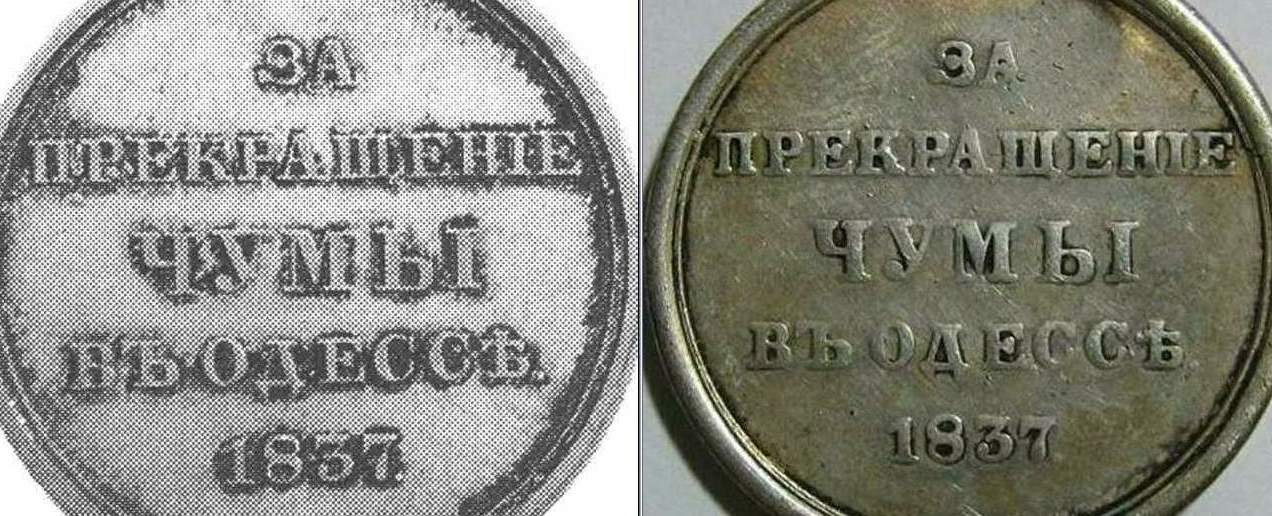 ЗА
ПРЕКРАЩЕНІЕ
ЧУМЫ
ВЪ ОДЕССѢ.
1837
ЗА
ПРЕКРАЩЕНІЕ
ЧУМЫ
ВЪ ОДЕССѢ.
1837